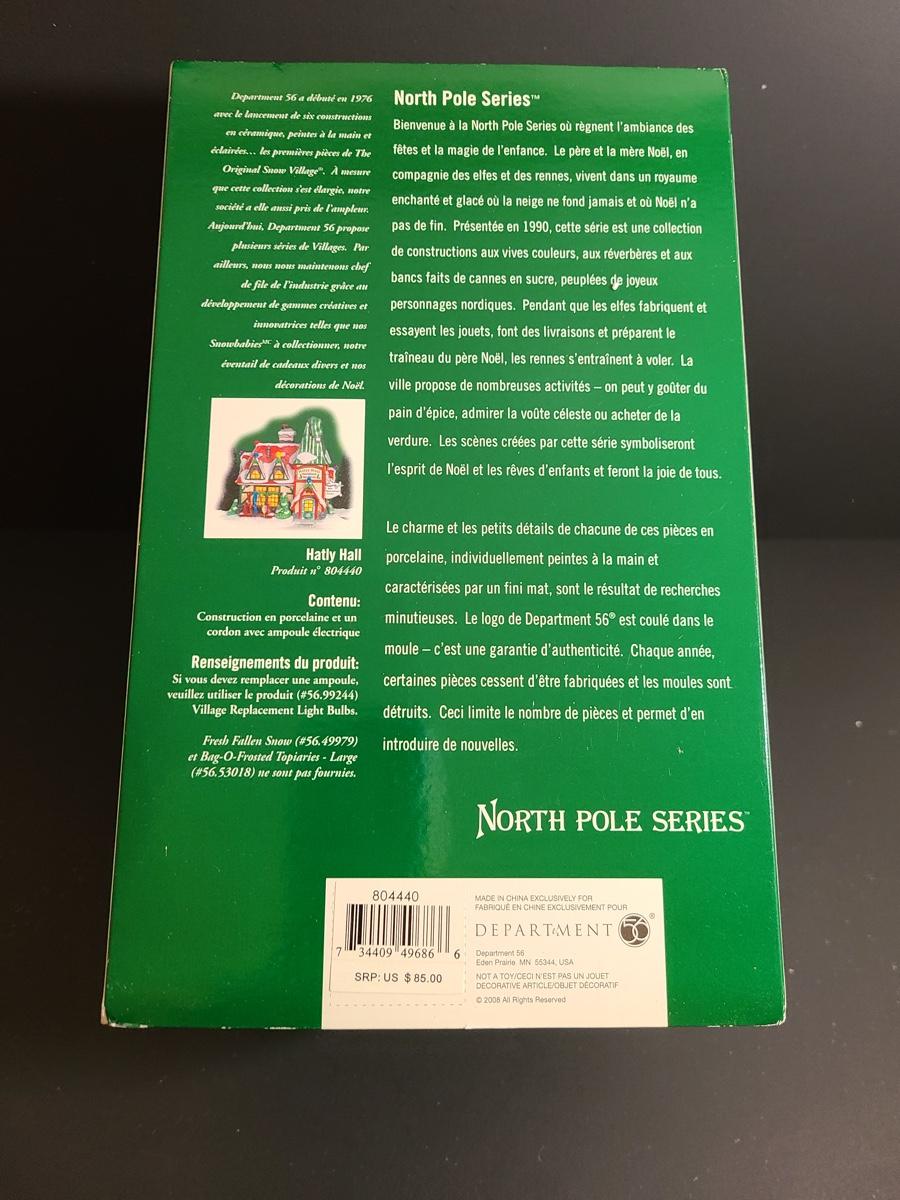 Department 56 a débuté en 1976
avec le lancement de six constructions
en céramique, peintes à la main et
éclairées... les premières pièces de The
Original Snow Village®. À mesure
que cette collection s'est élargie, notre
société a elle aussi pris de l'ampleur.
Aujourd'hui, Department 56 propose
plusieurs séries de Villages. Par
ailleurs, nous nous maintenons chef
de file de l'industrie grâce au
développement de gammes créatives et
innovatrices telles que nos
Snowbabies MC à collectionner, notre
éventail de cadeaux divers et nos
décorations de Noël.
Hatly Hall
Produit n° 804440
Contenu:
Construction en porcelaine et un
cordon avec ampoule électrique
Renseignements du produit:
Si vous devez remplacer une ampoule,
veuillez utiliser le produit (#56.99244)
Village Replacement Light Bulbs.
Fresh Fallen Snow (#56.49979)
et Bag-O-Frosted Topiaries - Large
(#56.53018) ne sont pas fournies.
North Pole Series™
Bienvenue à la North Pole Series où règnent l'ambiance des
fêtes et la magie de l'enfance. Le père et la mère Noël, en
compagnie des elfes et des rennes, vivent dans un royaume
enchanté et glacé où la neige ne fond jamais et où Noël n'a
pas de fin. Présentée en 1990, cette série est une collection
de constructions aux vives couleurs, aux réverbères et aux
bancs faits de cannes en sucre, peuplées de joyeux
personnages nordiques. Pendant que les elfes fabriquent et
essayent les jouets, font des livraisons et préparent le
traîneau du père Noël, les rennes s'entraînent à voler. La
ville propose de nombreuses activités – on peut y goûter du
pain d'épice, admirer la voûte céleste ou acheter de la
verdure. Les scènes créées par cette série symboliseront
l'esprit de Noël et les rêves d'enfants et feront la joie de tous.
Le charme et les petits détails de chacune de ces pièces en
porcelaine, individuellement peintes à la main et
caractérisées par un fini mat, sont le résultat de recherches
minutieuses. Le logo de Department 56® est coulé dans le
moule – c'est une garantie d'authenticité. Chaque année,
certaines pièces cessent d'être fabriquées et les moules sont
détruits. Ceci limite le nombre de pièces et permet d'en
introduire de nouvelles.
NORTH POLE SERIES™
804440
7 34409 49686 6
SRP: US $ 85.00
MADE IN CHINA EXCLUSIVELY FOR
FABRIQUÉ EN CHINE EXCLUSIVEMENT POUR
DEPARTMENT 56®
Department 56
Eden Prairie, MN 55344, USA
NOT A TOY/CECI N'EST PAS UN JOUET
DECORATIVE ARTICLE/OBJET DÉCORATIF
© 2008 All Rights Reserved